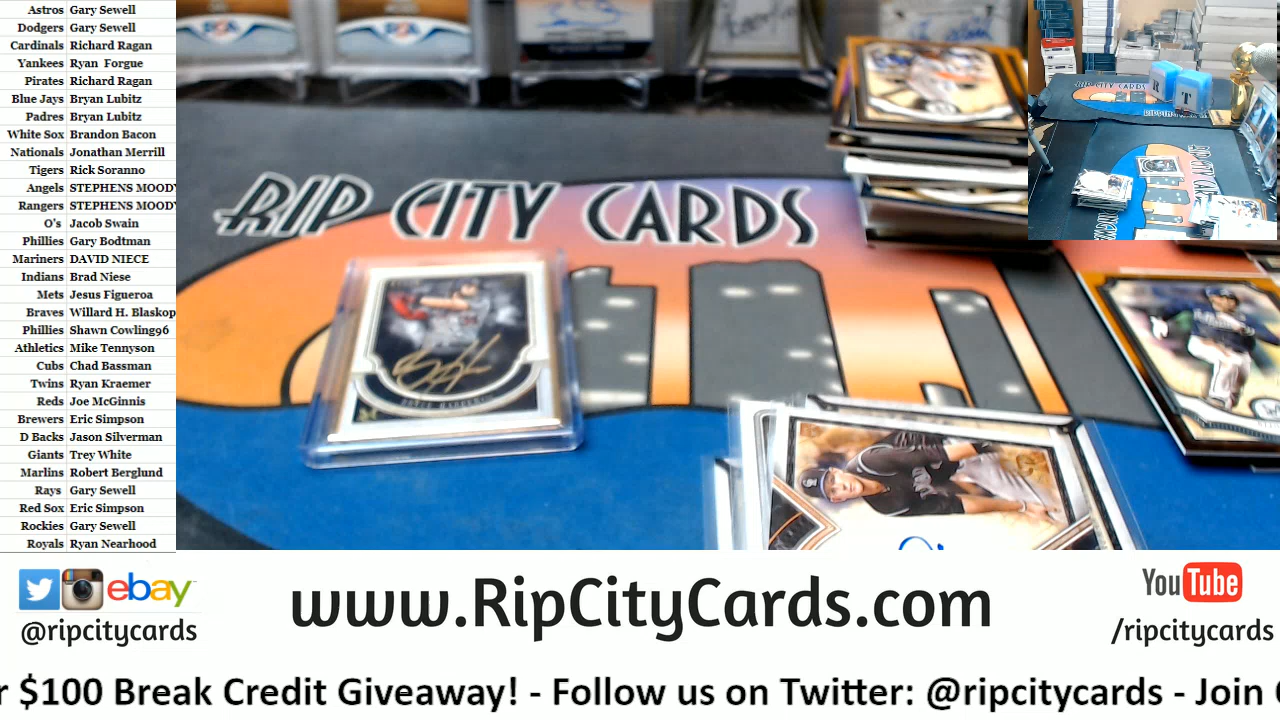 Astros Gary Sewell
Dodgers Gary Sewell
Cardinals Richard Ragan
Yankees Ryan Forgue
Pirates Richard Ragan
Blue Jays Bryan Lubitz
Padres Bryan Lubitz
White Sox Brandon Bacon
Nationals Jonathan Merrill
Tigers Rick Soranno
Angels STEPHENS MOODY
Rangers STEPHENS MOODY
O's Jacob Swain
Phillies Gary Bodtman
Mariners DAVID NIECE
Indians Brad Niese
Mets Jesus Figueroa
Braves Willard H. Blaskop
Phillies Shawn Cowling96
Athletics Mike Tennyson
Cubs Chad Bassman
Twins Ryan Kraemer
Reds Joe McGinnis
Brewers Eric Simpson
D Backs Jason Silverman
Giants Trey White
Marlins Robert Berglund
Rays Gary Sewell
Red Sox Eric Simpson
Rockies Gary Sewell
Royals Ryan Nearhood
RIP CITY CARDS
RIP CITY CARDS
R T
BRYCE HARPER
ebay
@ripcitycards
www.RipCityCards.com
YouTube
/ripcitycards
r $100 Break Credit Giveaway! - Follow us on Twitter: @ripcitycards - Join